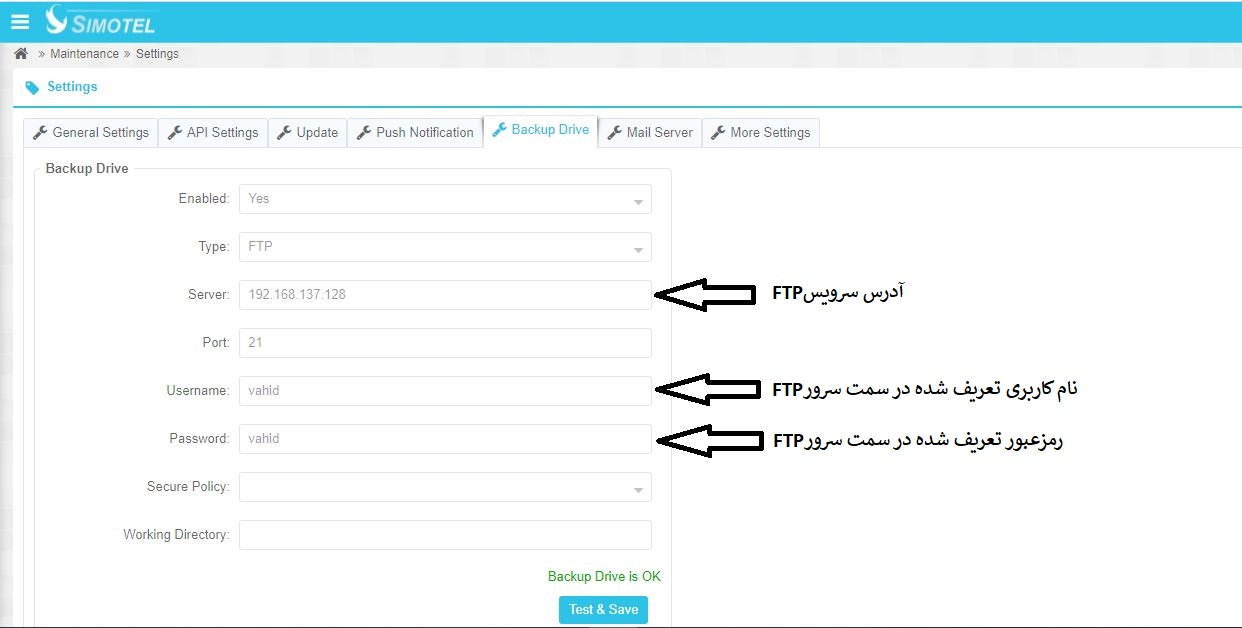 SIMOTEL
» Maintenance » Settings
Settings
General Settings API Settings Update Push Notification Backup Drive Mail Server More Settings
Backup Drive
Enabled: Yes
Type: FTP
Server: 192.168.137.128 آدرس سرویسFTP
Port: 21
Username: vahid نام کاربری تعریف شده در سمت سرورFTP
Password: vahid رمزعبور تعریف شده در سمت سرورFTP
Secure Policy:
Working Directory:
Backup Drive is OK
Test & Save